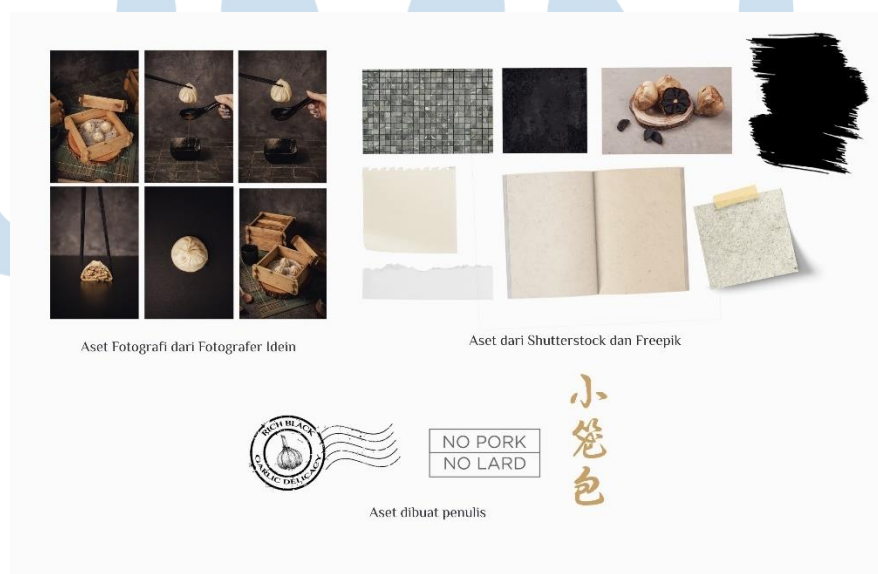 Aset Fotografi dari Fotografer Idein
Aset dari Shutterstock dan Freepik
RICH BLACK
GARLIC DELICACY
NO PORK
NO LARD
小
笼
包
Aset dibuat penulis